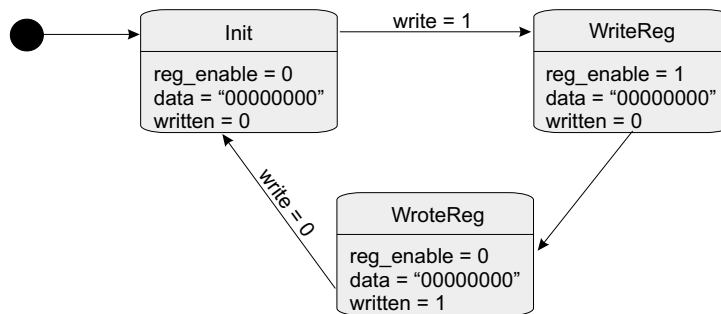 Init
reg_enable = 0
data = “00000000”
written = 0
write = 1
WriteReg
reg_enable = 1
data = “00000000”
written = 0
write = 0
WroteReg
reg_enable = 0
data = “00000000”
written = 1